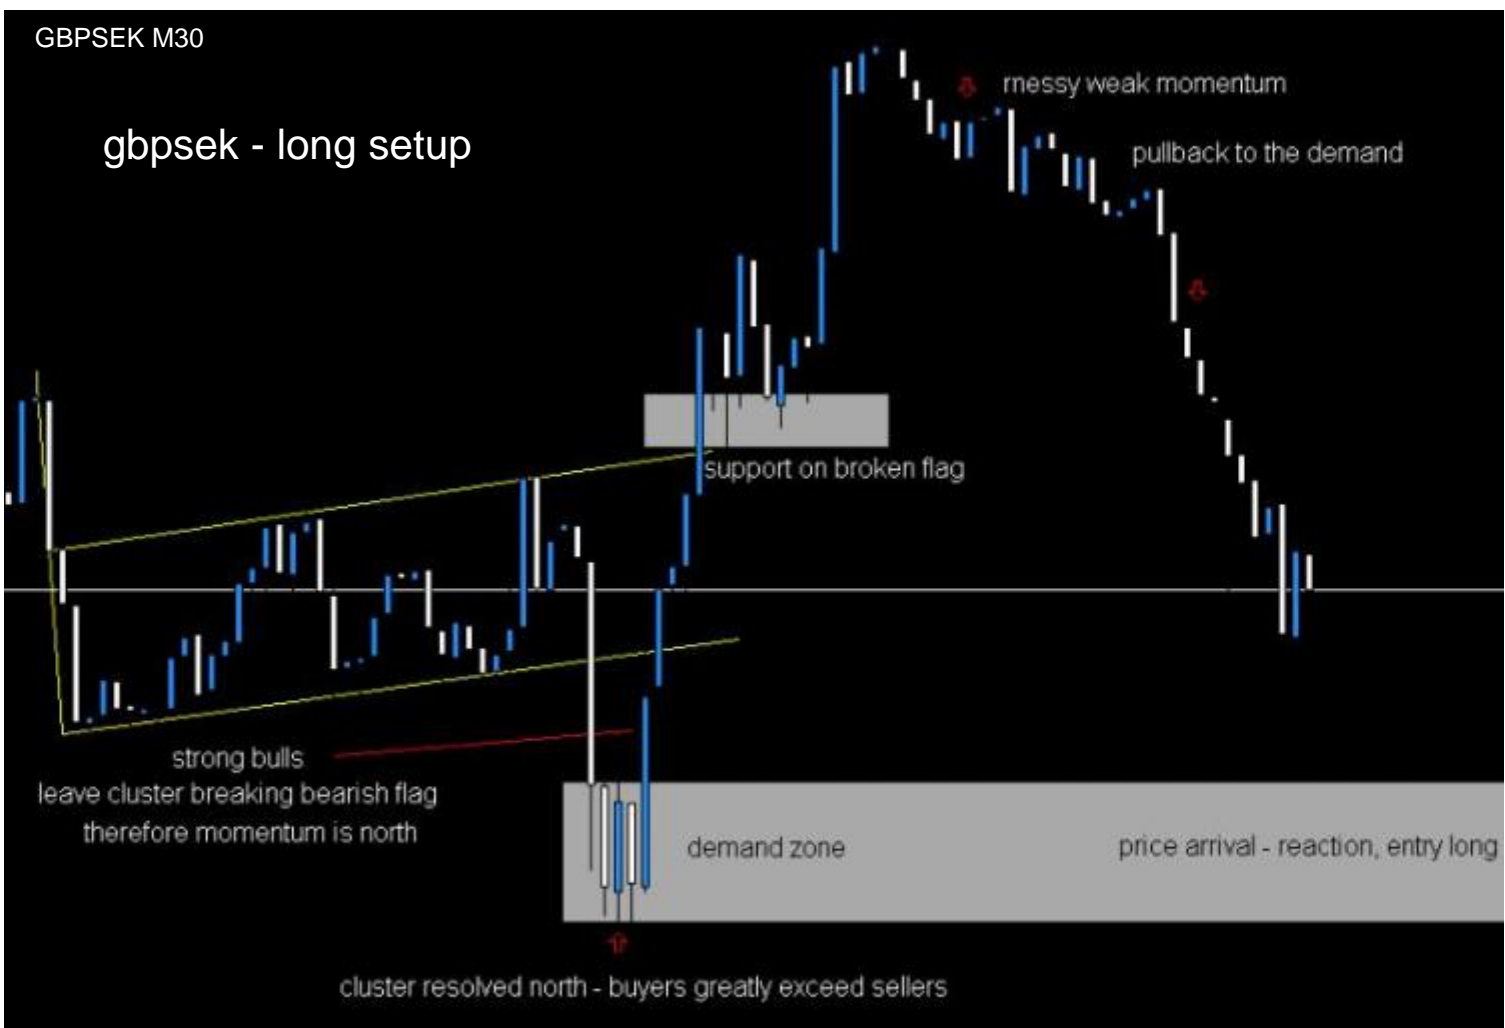 GBPSEK M30
messy weak momentum
gbpsek - long setup
pullback to the demand
support on broken flag
strong bulls
leave cluster breaking bearish flag
therefore momentum is north
demand zone
price arrival - reaction, entry long
cluster resolved north - buyers greatly exceed sellers